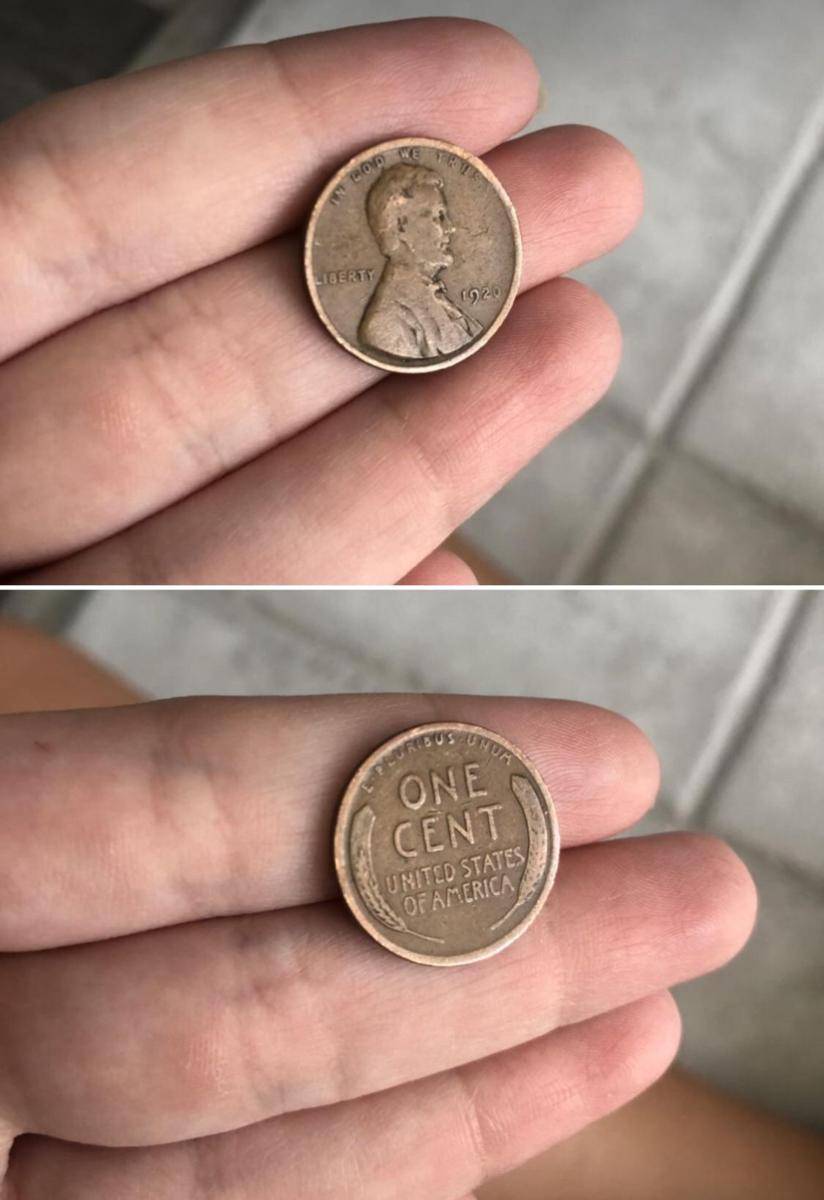 IN GOD WE TRUST
LIBERTY
1920
E·PLURIBUS·UNUM
ONE
CENT
UNITED STATES
OF AMERICA